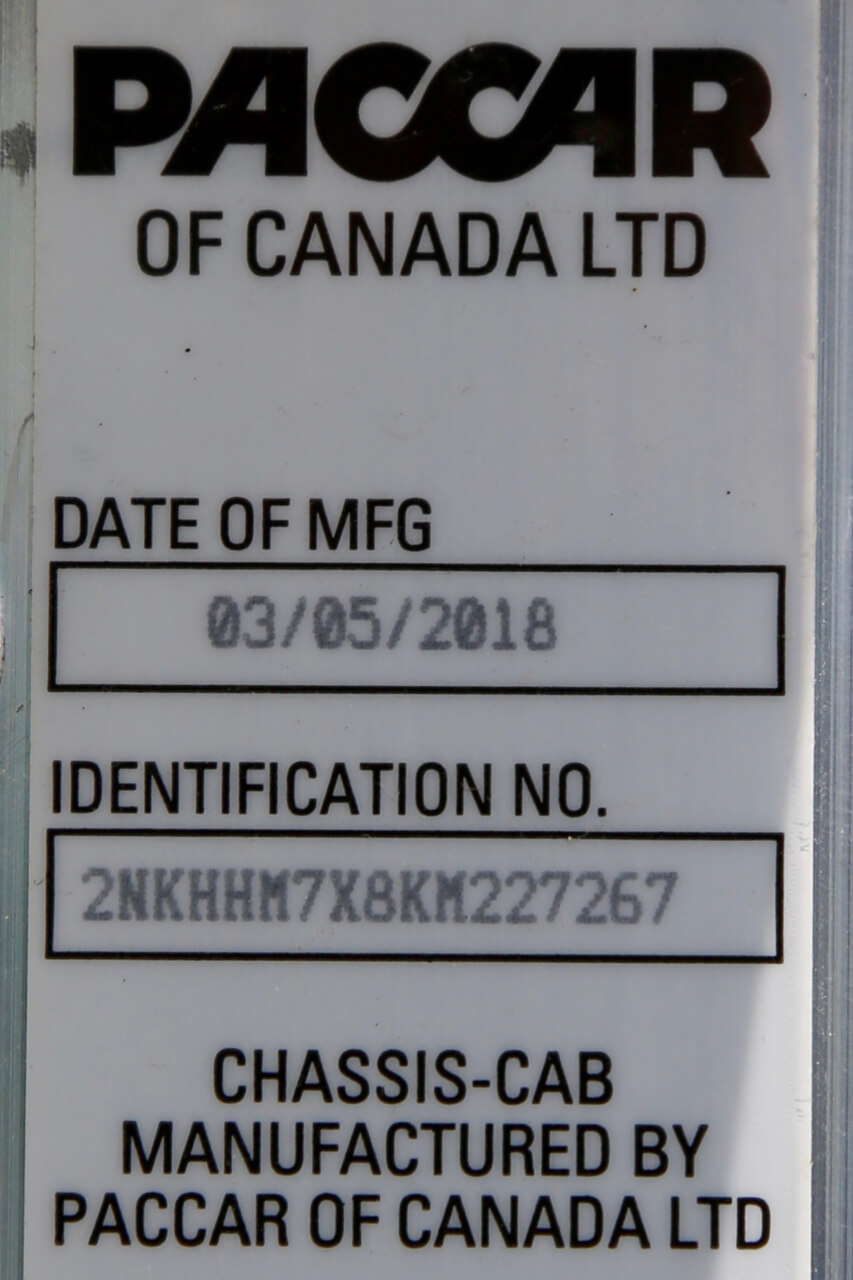 PACCAR
OF CANADA LTD
DATE OF MFG
03/05/2018
IDENTIFICATION NO.
2NKHHM7X8KM227267
CHASSIS-CAB
MANUFACTURED BY
PACCAR OF CANADA LTD